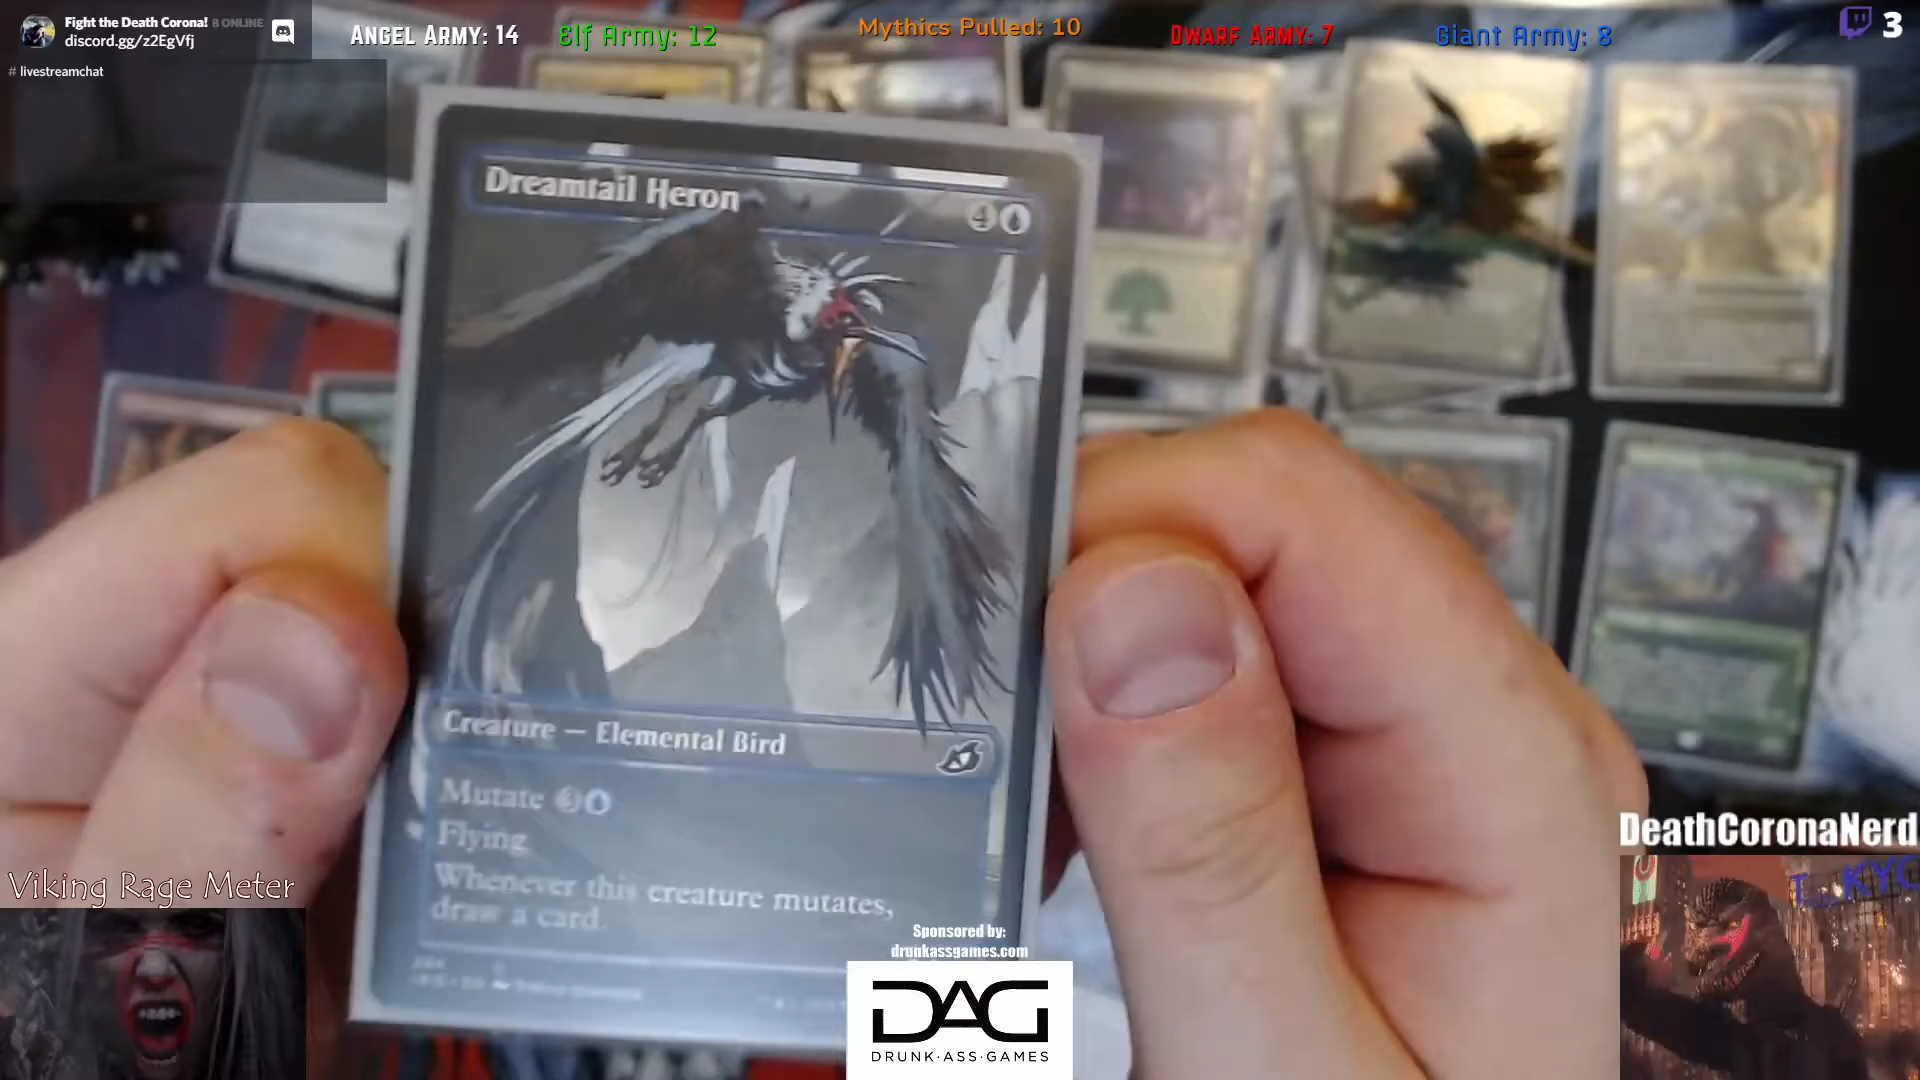 Fight the Death Corona! 8 ONLINE
discord.gg/z2EgVfj
# livestreamchat
Angel Army: 14
Elf Army: 12
Mythics Pulled: 10
Dwarf Army: 7
Giant Army: 8
3
Dreamtail Heron
4
Creature — Elemental Bird
Mutate 3
Flying
Whenever this creature mutates,
draw a card.
Viking Rage Meter
DeathCoronaNerd
Sponsored by:
drunkassgames.com
DAG
DRUNK·ASS·GAMES